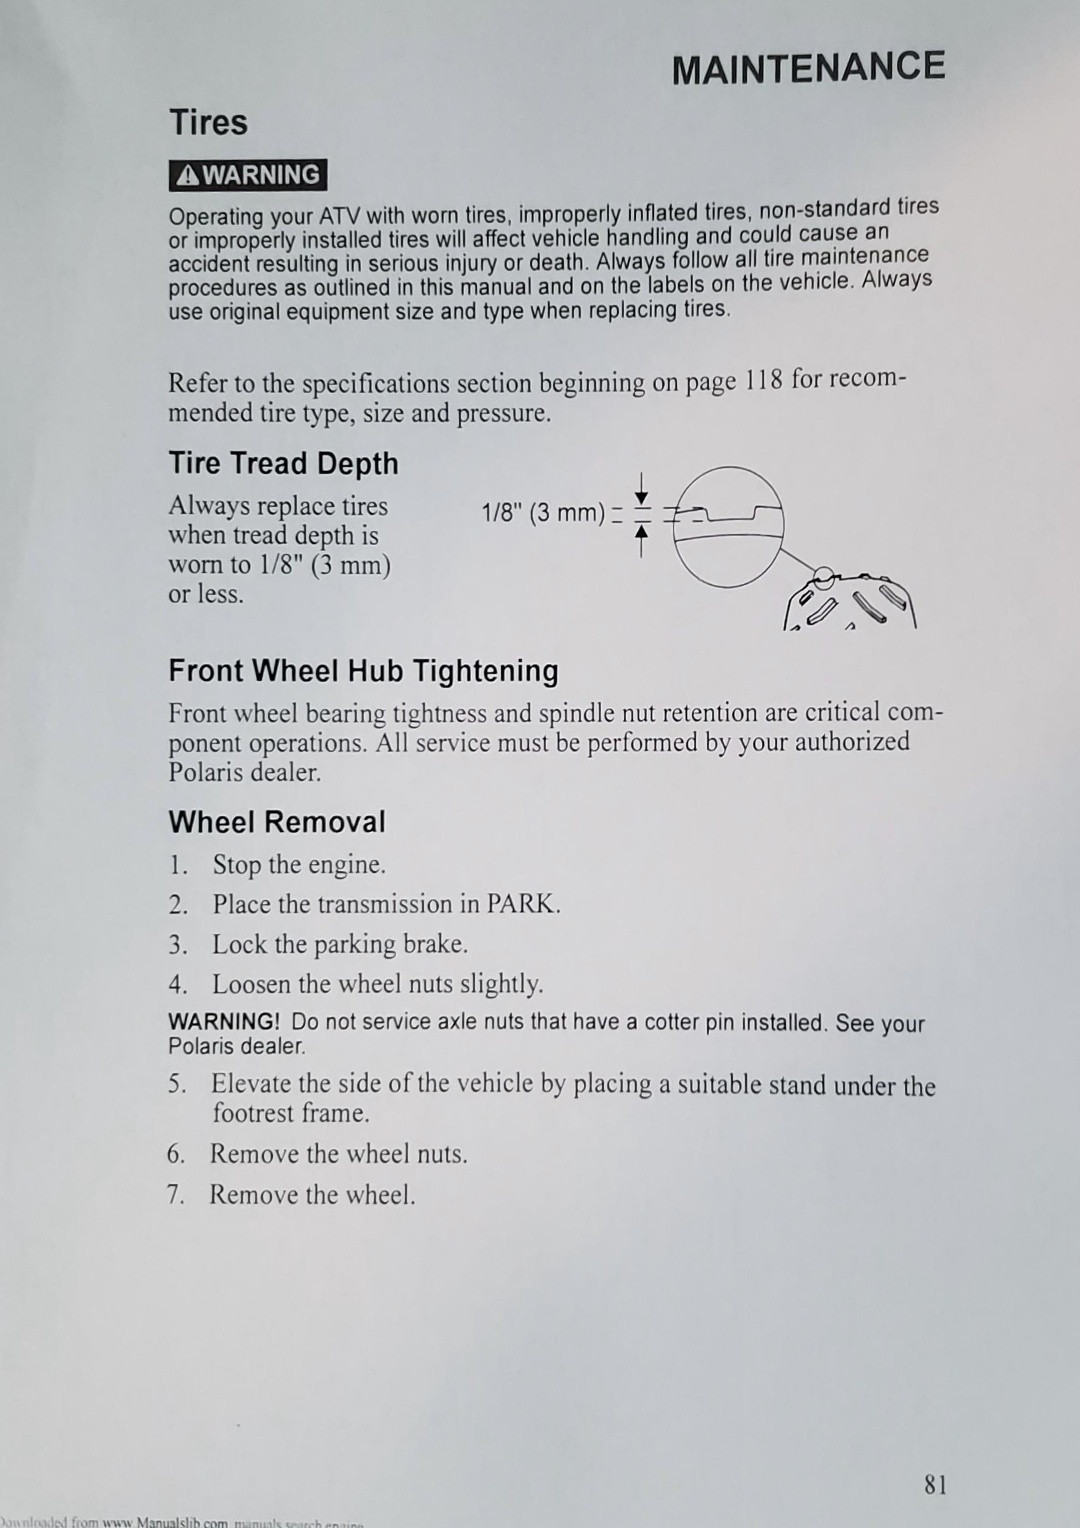 MAINTENANCE
Tires
WARNING
Operating your ATV with worn tires, improperly inflated tires, non-standard tires
or improperly installed tires will affect vehicle handling and could cause an
accident resulting in serious injury or death. Always follow all tire maintenance
procedures as outlined in this manual and on the labels on the vehicle. Always
use original equipment size and type when replacing tires.
Refer to the specifications section beginning on page 118 for recom-
mended tire type, size and pressure.
Tire Tread Depth
Always replace tires
when tread depth is
worn to 1/8" (3 mm)
or less.
1/8" (3 mm)
Front Wheel Hub Tightening
Front wheel bearing tightness and spindle nut retention are critical com-
ponent operations. All service must be performed by your authorized
Polaris dealer.
Wheel Removal
1. Stop the engine.
2. Place the transmission in PARK.
3. Lock the parking brake.
4. Loosen the wheel nuts slightly.
WARNING! Do not service axle nuts that have a cotter pin installed. See your
Polaris dealer.
5. Elevate the side of the vehicle by placing a suitable stand under the
footrest frame.
6. Remove the wheel nuts.
7. Remove the wheel.
81
Downloaded from www.Manualslib.com manuals search engine